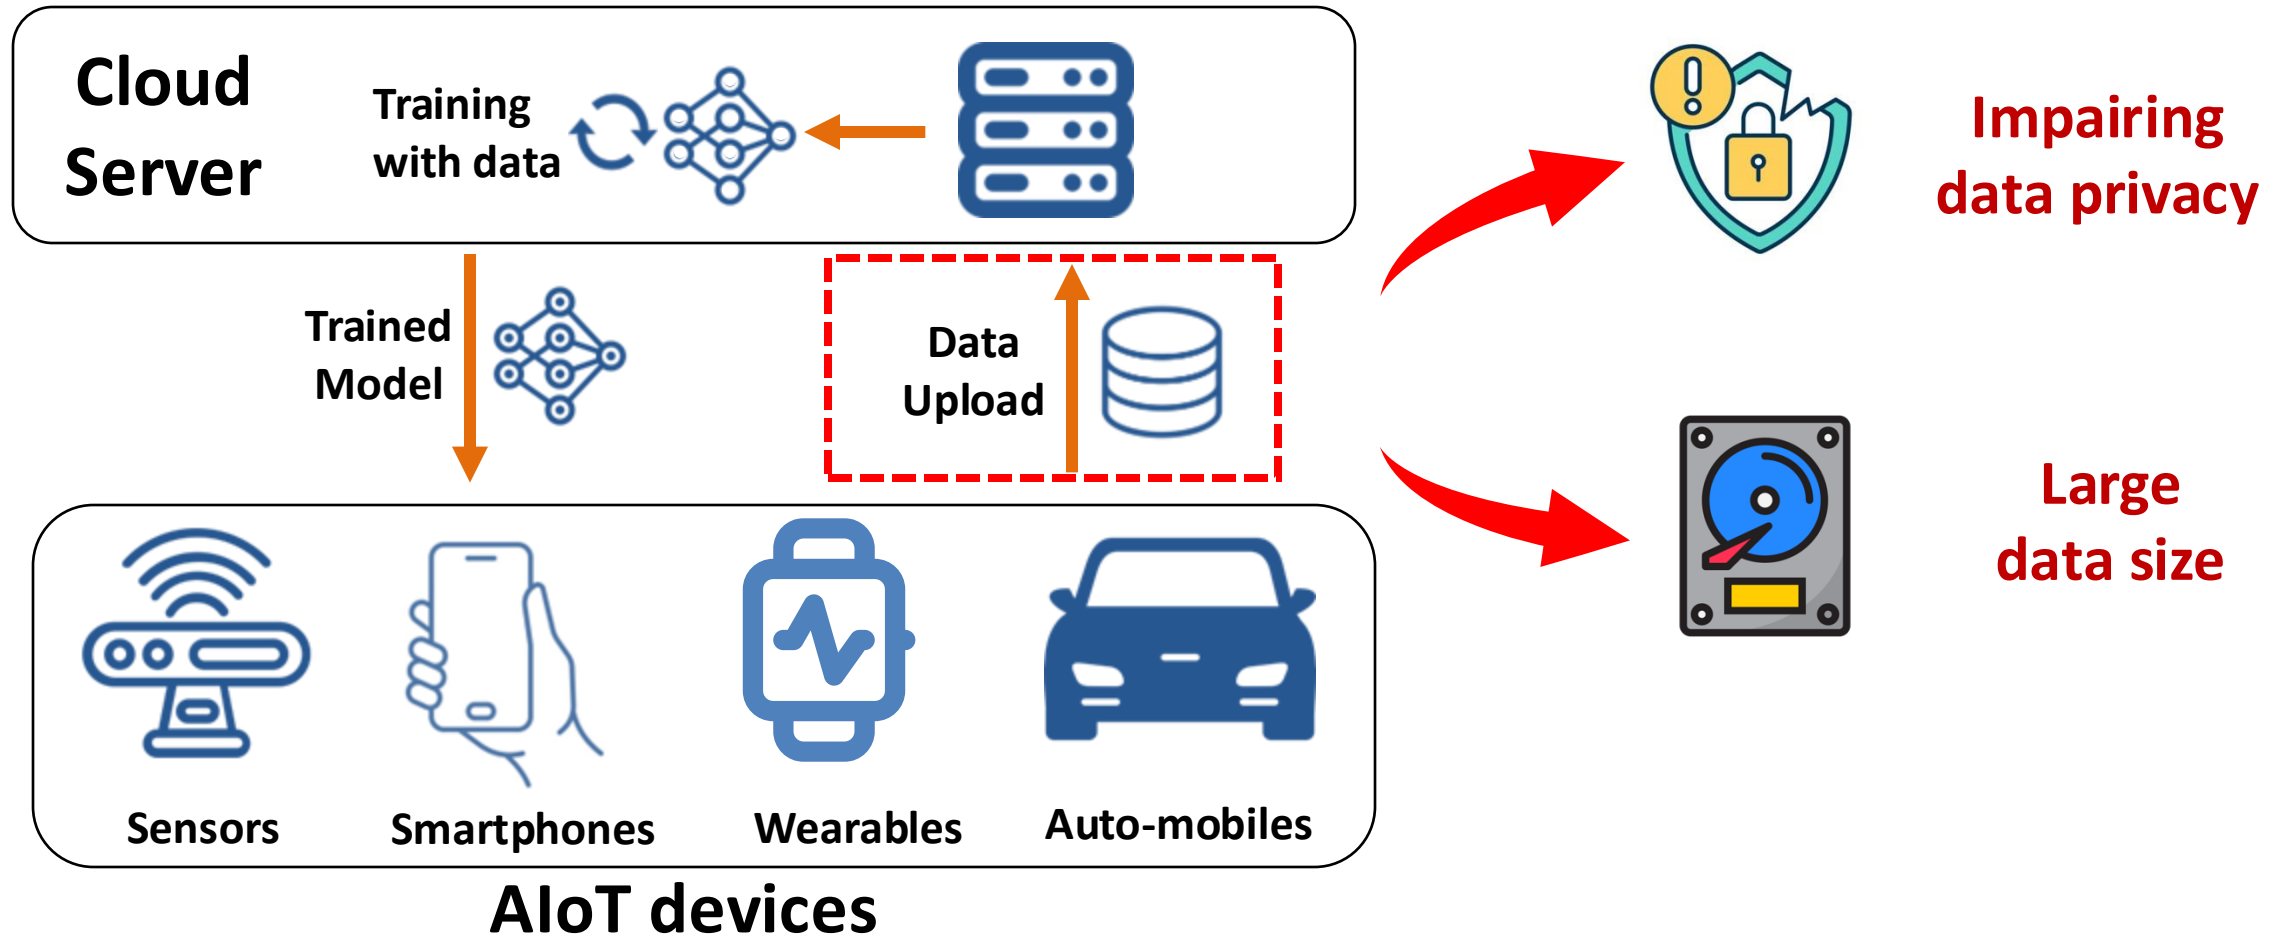 Cloud
Server
Training
with data
Impairing
data privacy
Trained
Model
Data
Upload
Large
data size
Sensors
Smartphones
Wearables
Auto-mobiles
AIoT devices